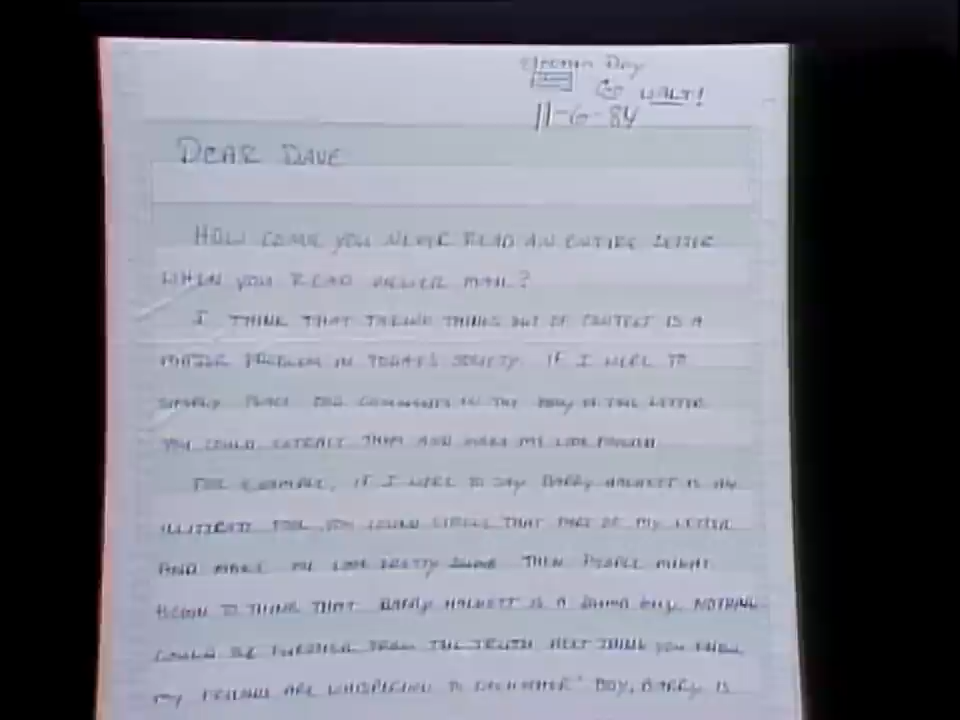 Election Day
Go WALT!
11-6-84
DEAR DAVE
HOW COME YOU NEVER READ AN ENTIRE LETTER
WHEN YOU READ VIEWER MAIL?
I THINK THAT TAKING THINGS OUT OF CONTEXT IS A
MAJOR PROBLEM IN TODAY'S SOCIETY. IF I WERE TO
SIMPLY PLACE COMMENTS IN THE BODY OF THE LETTER
YOU COULD EXTRACT THEM AND MAKE ME LOOK FOOLISH
FOR EXAMPLE, IF I WERE TO SAY BARRY IS AN
ILLITERATE FOOL, YOU COULD CIRCLE THAT PART OF MY LETTER
AND MAKE ME LOOK PRETTY DUMB. THEN PEOPLE MIGHT
BEGIN TO THINK THAT BARRY IS A DUMB GUY. NOTHING
COULD BE FURTHER FROM THE TRUTH. NEXT THING YOU KNOW
MY FRIENDS ARE WHISPERING TO EACHOTHER "BOY, BARRY IS